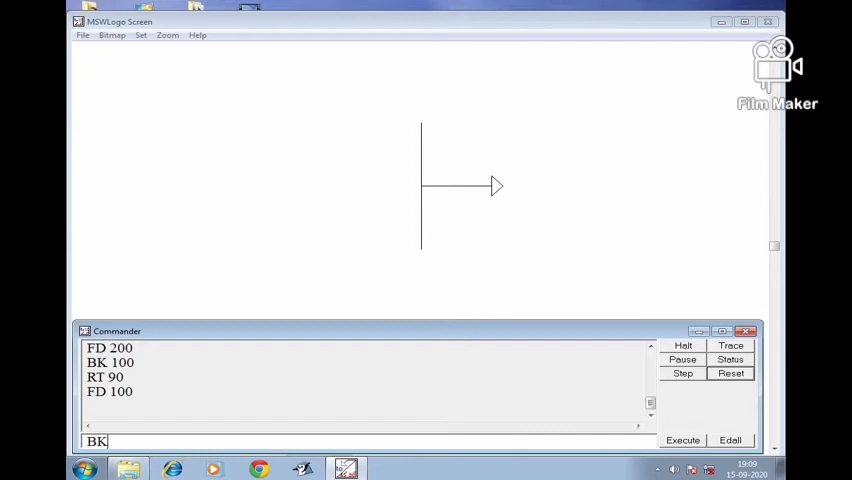 MSWLogo Screen
File Bitmap Set Zoom Help
Film Maker
Commander
FD 200
BK 100
RT 90
FD 100
BK
Halt Trace
Pause Status
Step Reset
Execute Edall
19:09
15-09-2020